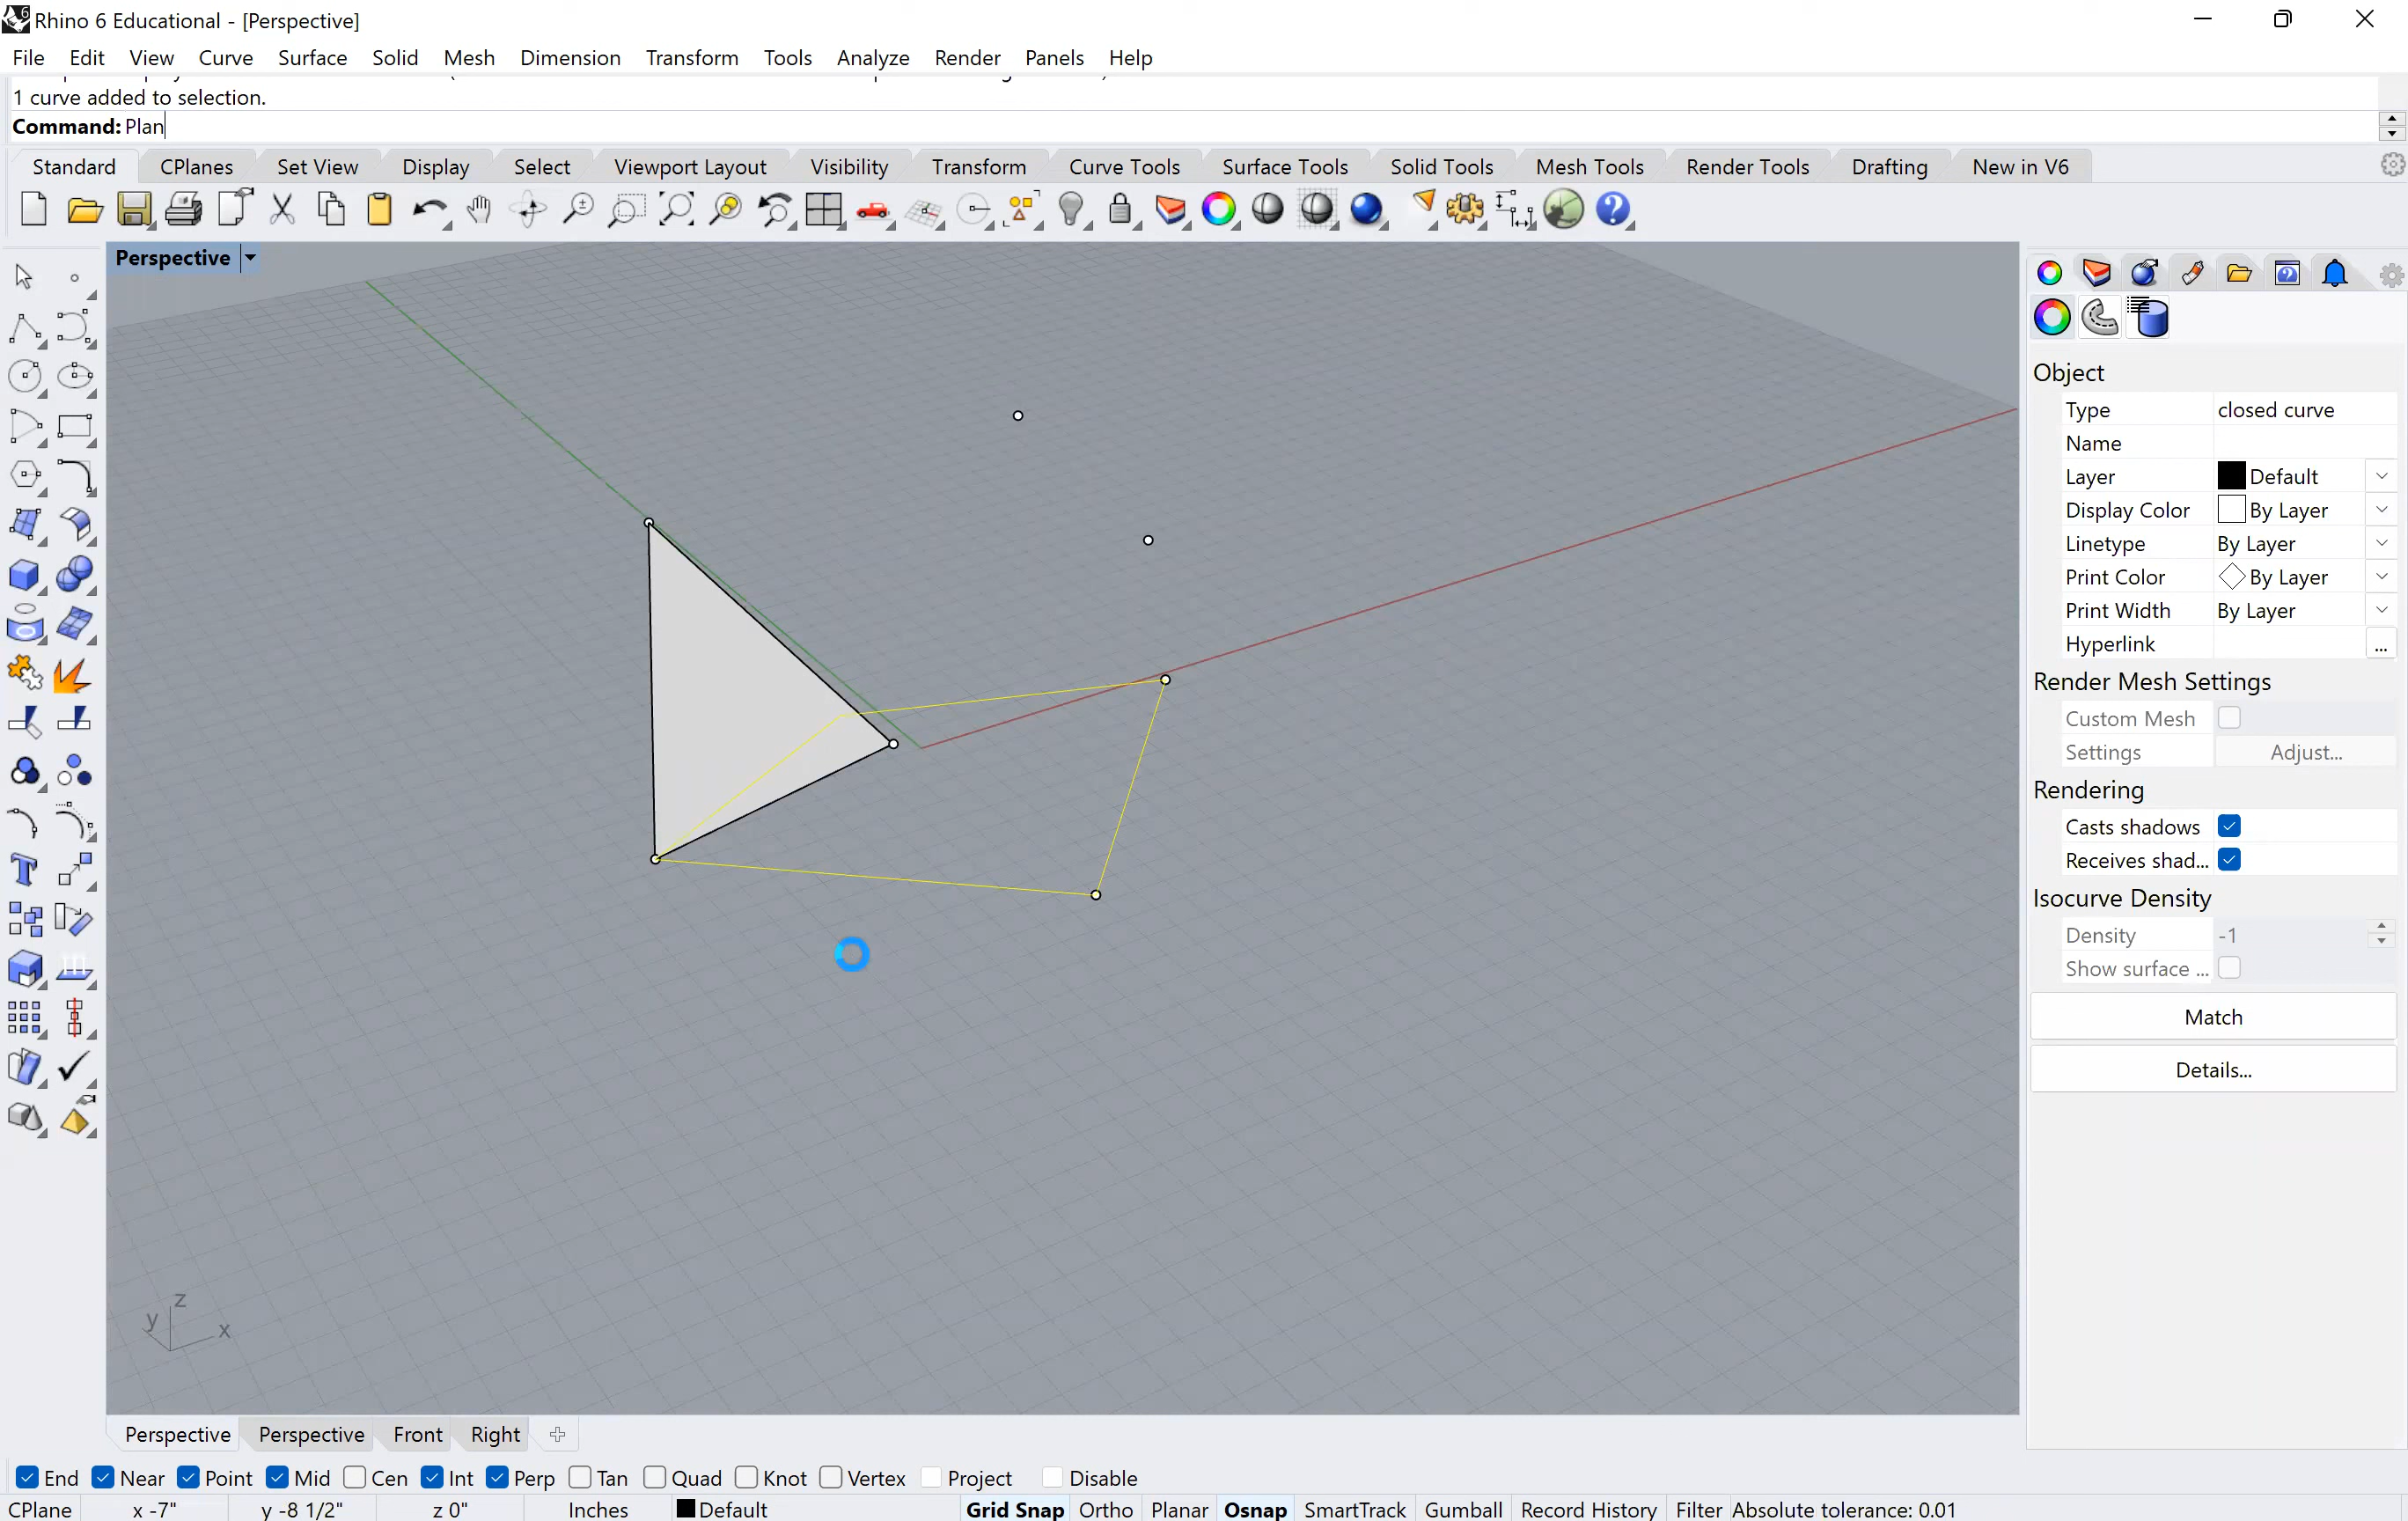 Rhino 6 Educational - [Perspective]
File Edit View Curve Surface Solid Mesh Dimension Transform Tools Analyze Render Panels Help
1 curve added to selection.
Command: Plan
Standard CPlanes Set View Display Select Viewport Layout Visibility Transform Curve Tools Surface Tools Solid Tools Mesh Tools Render Tools Drafting New in V6
Perspective
Object
Type closed curve
Name
Layer Default
Display Color By Layer
Linetype By Layer
Print Color By Layer
Print Width By Layer
Hyperlink ...
Render Mesh Settings
Custom Mesh
Settings Adjust...
Rendering
Casts shadows
Receives shad...
Isocurve Density
Density -1
Show surface ...
Match
Details...
z
y x
Perspective Perspective Front Right
End Near Point Mid Cen Int Perp Tan Quad Knot Vertex Project Disable
CPlane x -7" y -8 1/2" z 0" Inches Default Grid Snap Ortho Planar Osnap SmartTrack Gumball Record History Filter Absolute tolerance: 0.01